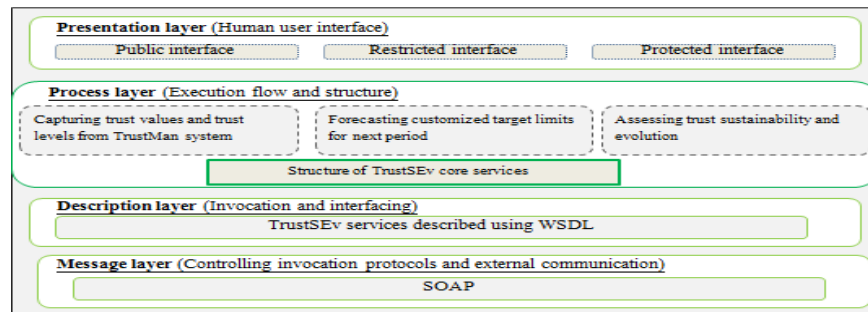 Presentation layer (Human user interface)
Public interface Restricted interface Protected interface
Process layer (Execution flow and structure)
Capturing trust values and trust
levels from TrustMan system
Forecasting customized target limits
for next period
Assessing trust sustainability and
evolution
Structure of TrustSEv core services
Description layer (Invocation and interfacing)
TrustSEv services described using WSDL
Message layer (Controlling invocation protocols and external communication)
SOAP